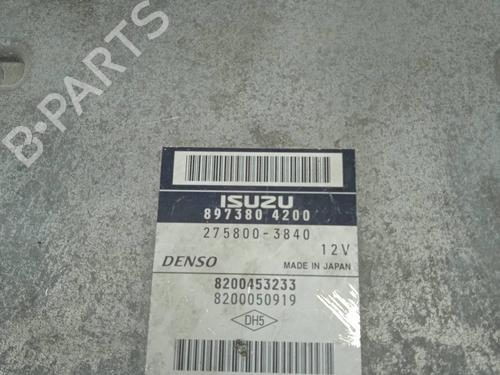 B-PARTS
ISUZU
897380 4200
275800-3840
12V
DENSO
MADE IN JAPAN
8200453233
8200050919
DH5